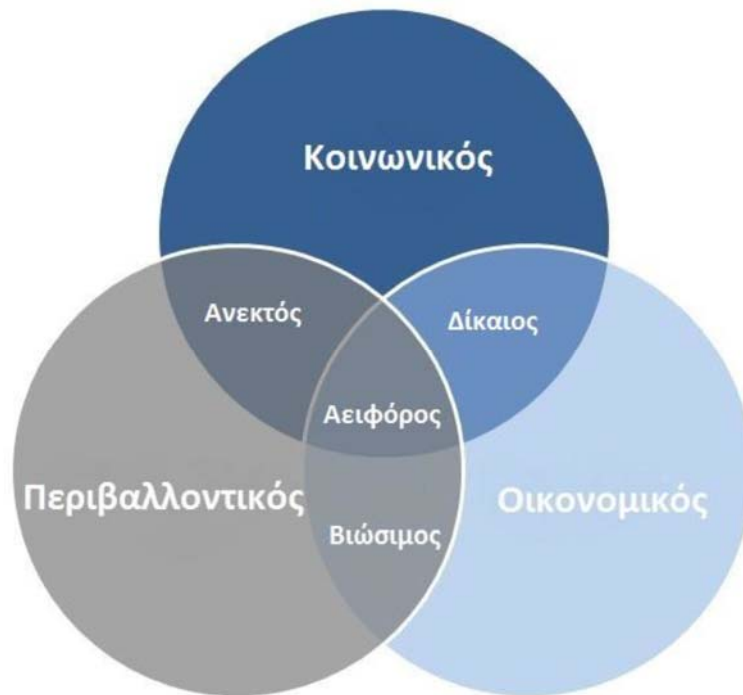 Κοινωνικός
Ανεκτός
Δίκαιος
Αειφόρος
Περιβαλλοντικός
Οικονομικός
Βιώσιμος